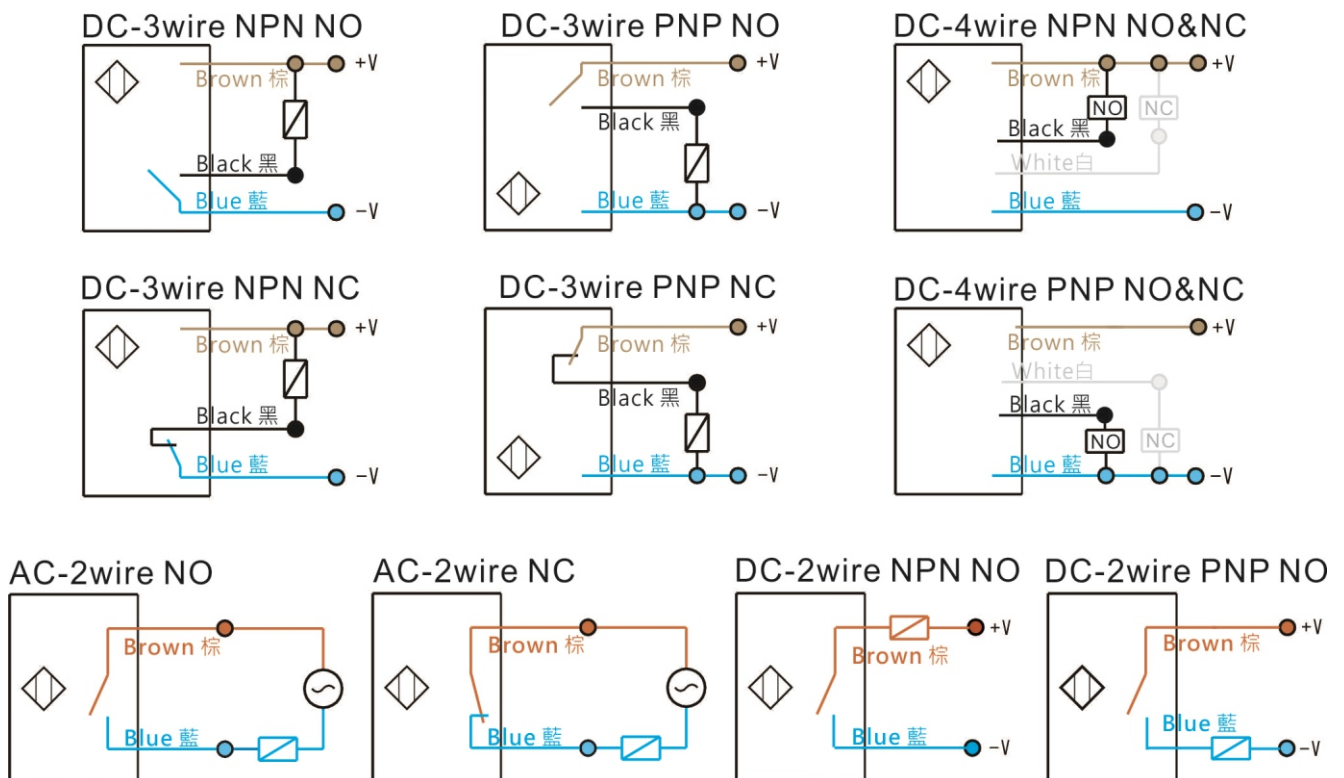 DC-3wire NPN NO
Brown 棕
+V
Black 黑
Blue 藍
-V
DC-3wire PNP NO
Brown 棕
+V
Black 黑
Blue 藍
-V
DC-4wire NPN NO&NC
Brown 棕
+V
NO
NC
Black 黑
White白
Blue 藍
-V
DC-3wire NPN NC
Brown 棕
+V
Black 黑
Blue 藍
-V
DC-3wire PNP NC
Brown 棕
+V
Black 黑
Blue 藍
-V
DC-4wire PNP NO&NC
Brown 棕
+V
White白
Black 黑
NO
NC
Blue 藍
-V
AC-2wire NO
Brown 棕
Blue 藍
AC-2wire NC
Brown 棕
Blue 藍
DC-2wire NPN NO
+V
Brown 棕
Blue 藍
-V
DC-2wire PNP NO
+V
Brown 棕
Blue 藍
-V